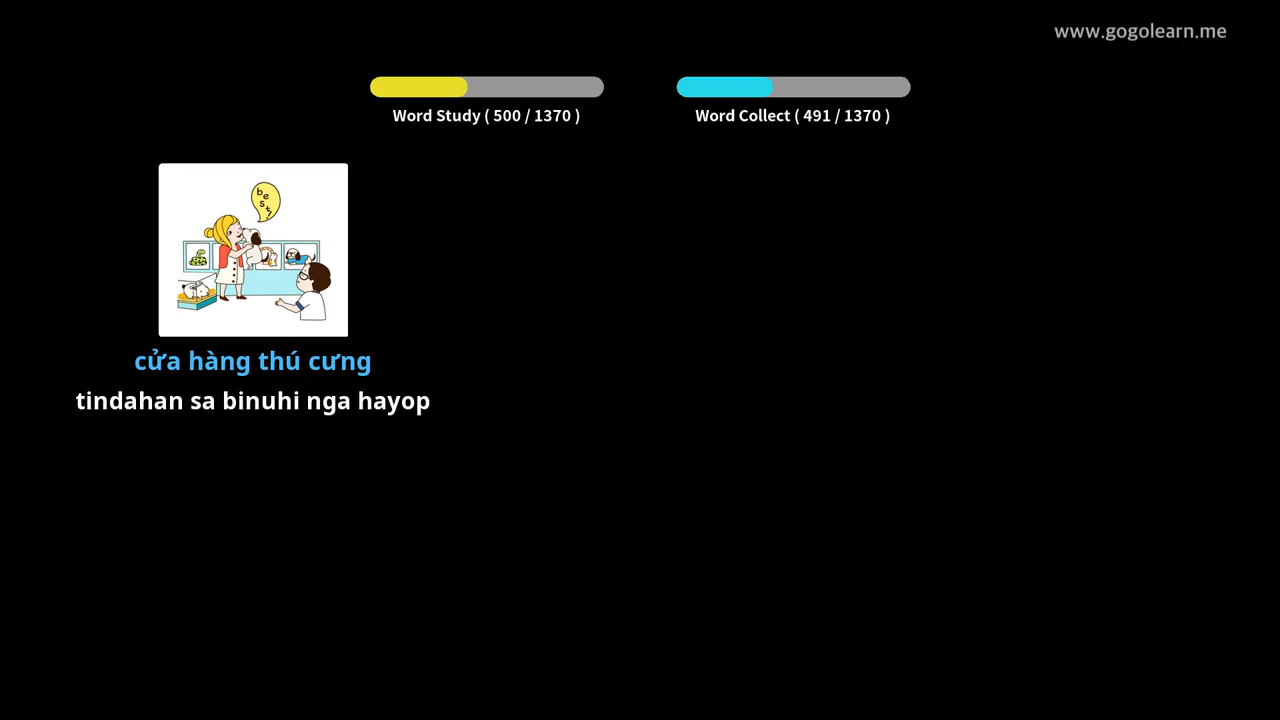 www.gogolearn.me
Word Study ( 500 / 1370 )
Word Collect ( 491 / 1370 )
best!
cửa hàng thú cưng
tindahan sa binuhi nga hayop